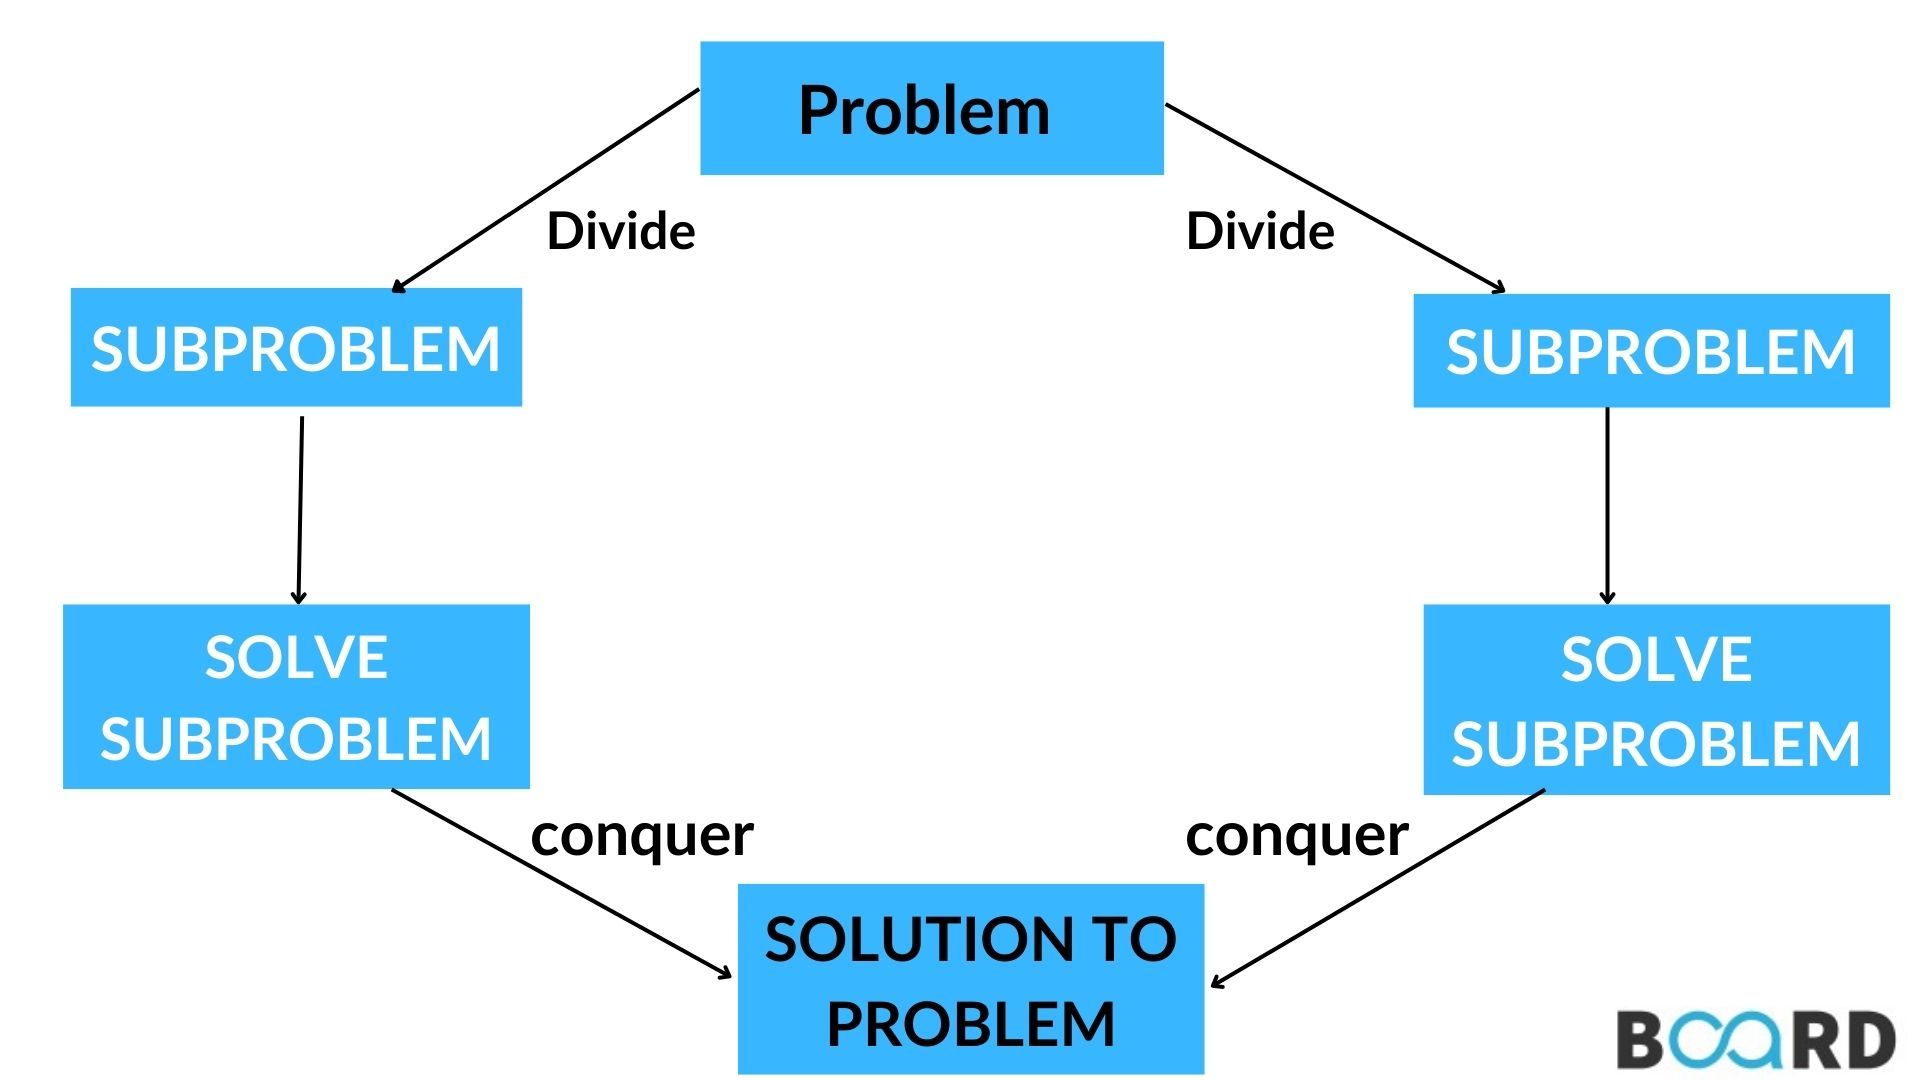 Problem
Divide
Divide
SUBPROBLEM
SUBPROBLEM
SOLVE
SUBPROBLEM
SOLVE
SUBPROBLEM
conquer
conquer
SOLUTION TO
PROBLEM
BOARD